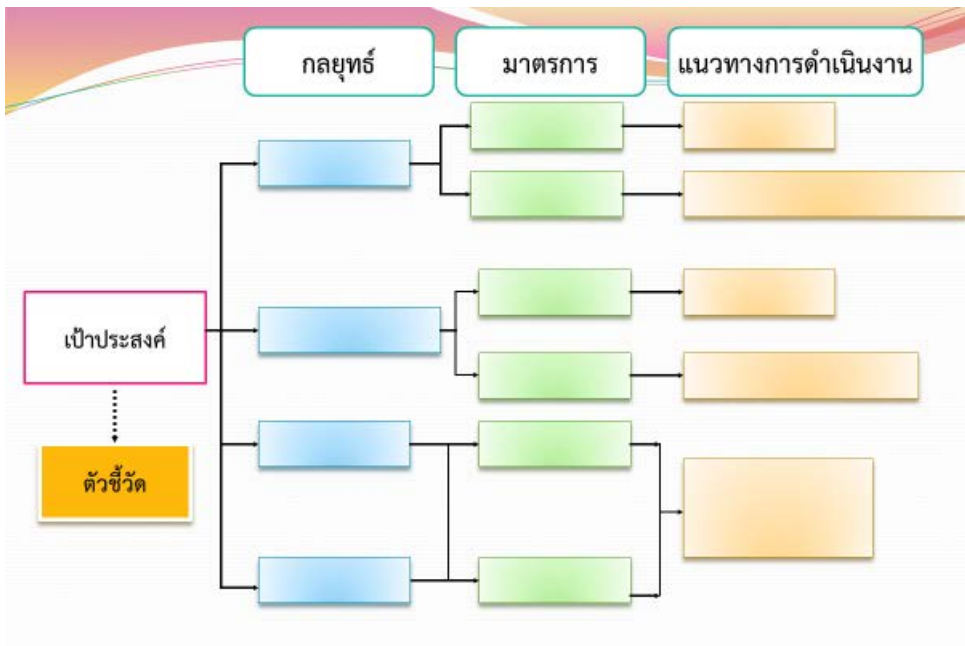 กลยุทธ์
มาตรการ
แนวทางการดำเนินงาน
เป้าประสงค์
ตัวชี้วัด